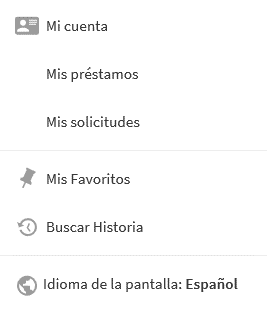 Mi cuenta
Mis préstamos
Mis solicitudes
Mis Favoritos
Buscar Historia
Idioma de la pantalla: Español